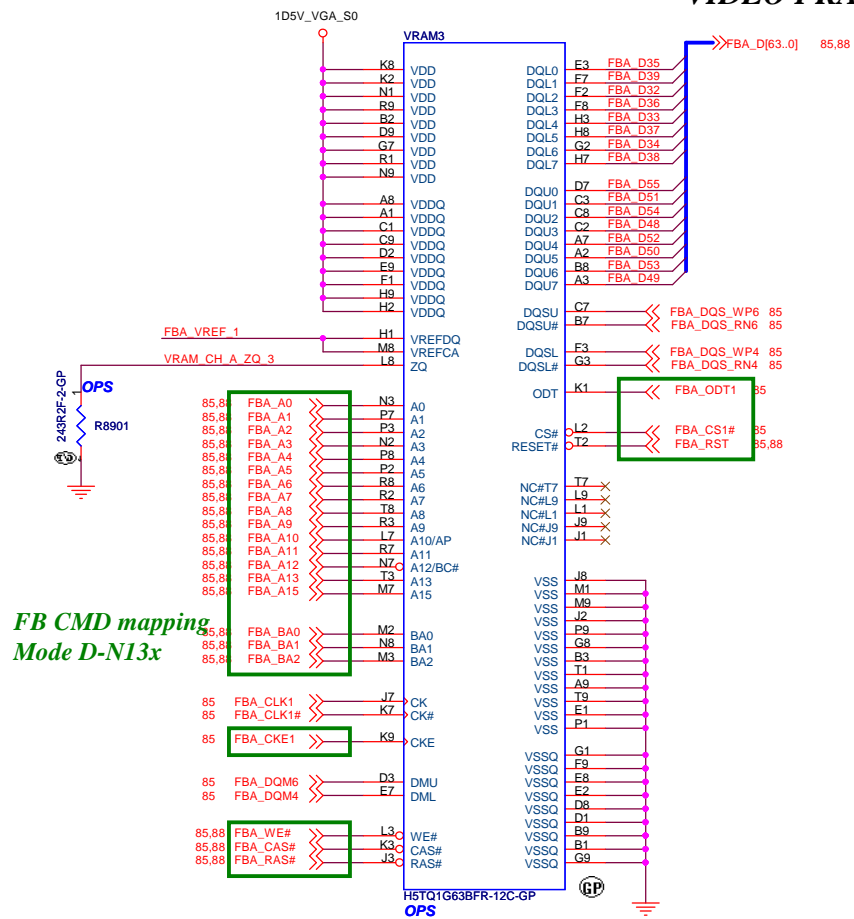 VIDEO FRA
1D5V_VGA_S0
VRAM3
FBA_D[63..0] 85,88
K8 VDD DQL0 E3 FBA_D35
K2 VDD DQL1 F7 FBA_D39
N1 VDD DQL2 F2 FBA_D32
R9 VDD DQL3 F8 FBA_D36
B2 VDD DQL4 H3 FBA_D33
D9 VDD DQL5 H8 FBA_D37
G7 VDD DQL6 G2 FBA_D34
R1 VDD DQL7 H7 FBA_D38
N9 VDD
DQU0 D7 FBA_D55
A8 VDDQ DQU1 C3 FBA_D51
A1 VDDQ DQU2 C8 FBA_D54
C1 VDDQ DQU3 C2 FBA_D48
C9 VDDQ DQU4 A7 FBA_D52
D2 VDDQ DQU5 A2 FBA_D50
E9 VDDQ DQU6 B8 FBA_D53
F1 VDDQ DQU7 A3 FBA_D49
H9 VDDQ
H2 VDDQ DQSU C7 FBA_DQS_WP6 85
DQSU# B7 FBA_DQS_RN6 85
FBA_VREF_1 H1 VREFDQ
M8 VREFCA DQSL F3 FBA_DQS_WP4 85
VRAM_CH_A_ZQ_3 L8 ZQ DQSL# G3 FBA_DQS_RN4 85
1 OPS
243R2F-2-GP
R8901
ODT K1 FBA_ODT1 85
85,88 FBA_A0 N3 A0
85,88 FBA_A1 P7 A1
85,88 FBA_A2 P3 A2 CS# L2 FBA_CS1# 85
85,88 FBA_A3 N2 A3 RESET# T2 FBA_RST 85,88
85,88 FBA_A4 P8 A4
85,88 FBA_A5 P2 A5
85,88 FBA_A6 R8 A6 NC#T7 T7
85,88 FBA_A7 R2 A7 NC#L9 L9
85,88 FBA_A8 T8 A8 NC#L1 L1
85,88 FBA_A9 R3 A9 NC#J9 J9
85,88 FBA_A10 L7 A10/AP NC#J1 J1
85,88 FBA_A11 R7 A11
85,88 FBA_A12 N7 A12/BC#
85,88 FBA_A13 T3 A13 VSS J8
85,88 FBA_A15 M7 A15 VSS M1
VSS M9
VSS J2
FB CMD mapping
Mode D-N13x
85,88 FBA_BA0 M2 BA0 VSS P9
85,88 FBA_BA1 N8 BA1 VSS G8
85,88 FBA_BA2 M3 BA2 VSS B3
VSS T1
VSS A9
85 FBA_CLK1 J7 CK VSS T9
85 FBA_CLK1# K7 CK# VSS E1
VSS P1
85 FBA_CKE1 K9 CKE
VSSQ G1
VSSQ F9
85 FBA_DQM6 D3 DMU VSSQ E8
85 FBA_DQM4 E7 DML VSSQ E2
VSSQ D8
VSSQ D1
85,88 FBA_WE# L3 WE# VSSQ B9
85,88 FBA_CAS# K3 CAS# VSSQ B1
85,88 FBA_RAS# J3 RAS# VSSQ G9
GP
H5TQ1G63BFR-12C-GP
OPS